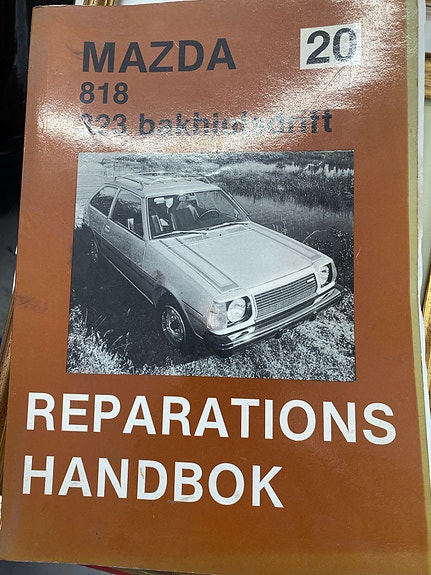 MAZDA
20
818
323 bakhjulsdrift
REPARATIONS
HANDBOK